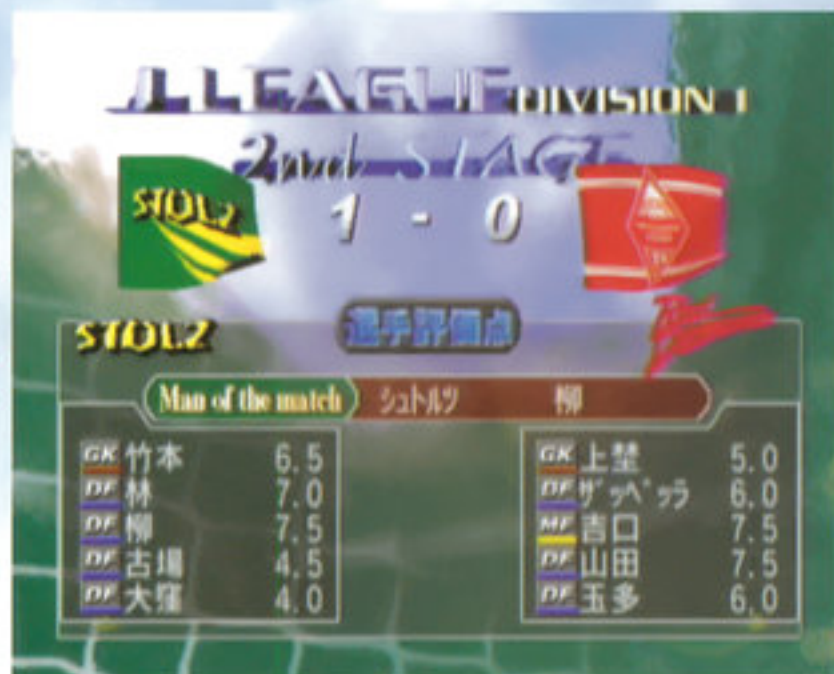 J.LEAGUE DIVISION 1
2nd STAGE
STOLZ
1 - 0
STOLZ
選手評価点
Man of the match シュトルツ 柳
GK 竹本 6.5
DF 林 7.0
DF 柳 7.5
DF 古場 4.5
DF 大窪 4.0
GK 上埜 5.0
DF ザッペッラ 6.0
MF 吉口 7.5
DF 山田 7.5
DF 玉多 6.0